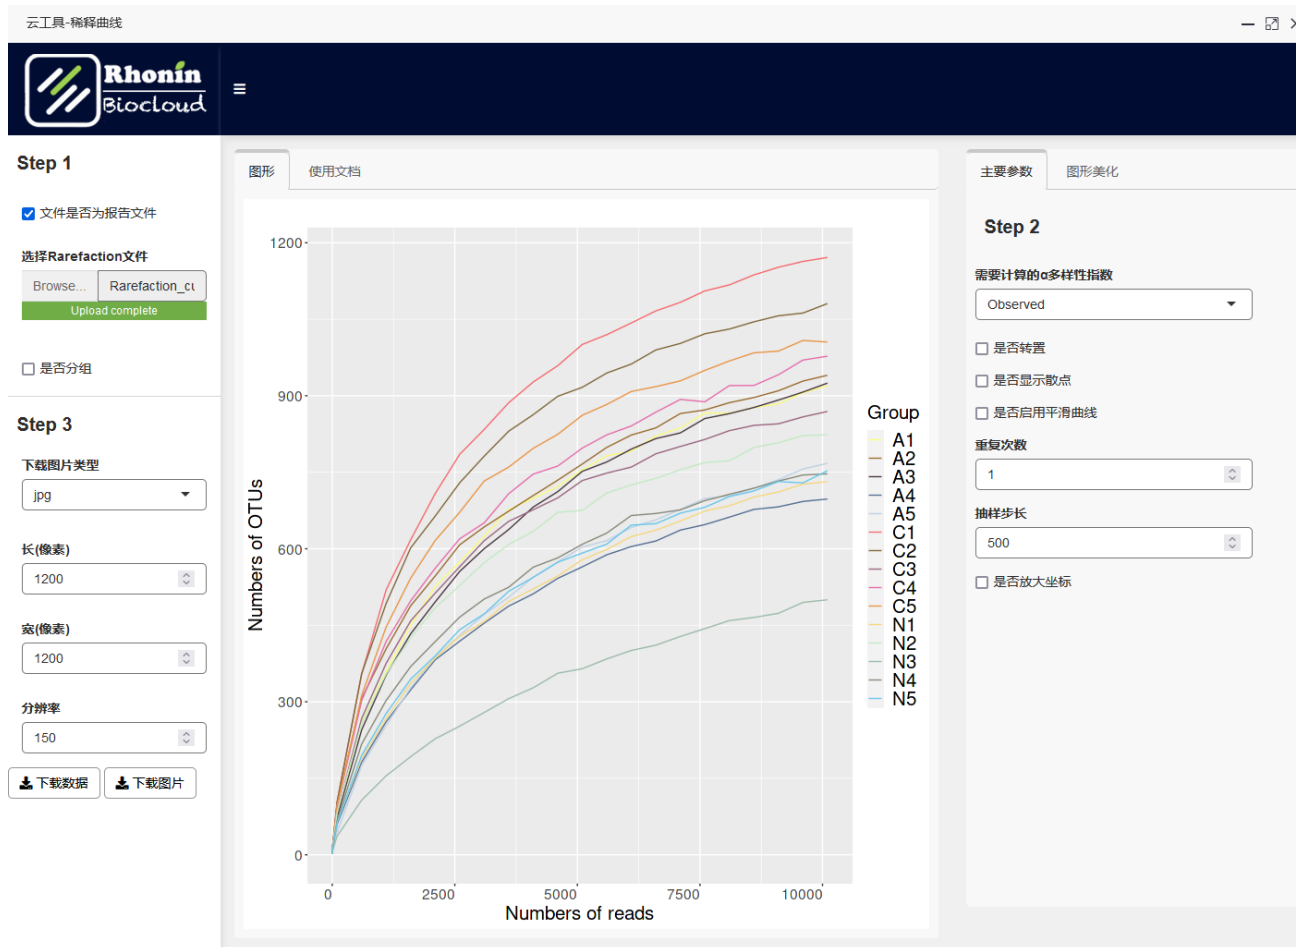 云工具-稀释曲线
Rhonin
Biocloud
Step 1
文件是否为报告文件
选择Rarefaction文件
Browse...
Rarefaction_cu
Upload complete
是否分组
Step 3
下载图片类型
jpg
长(像素)
1200
宽(像素)
1200
分辨率
150
下载数据
下载图片
图形
使用文档
1200
900
600
300
0
Numbers of OTUs
0
2500
5000
7500
10000
Numbers of reads
Group
A1
A2
A3
A4
A5
C1
C2
C3
C4
C5
N1
N2
N3
N4
N5
主要参数
图形美化
Step 2
需要计算的α多样性指数
Observed
是否转置
是否显示散点
是否启用平滑曲线
重复次数
1
抽样步长
500
是否放大坐标